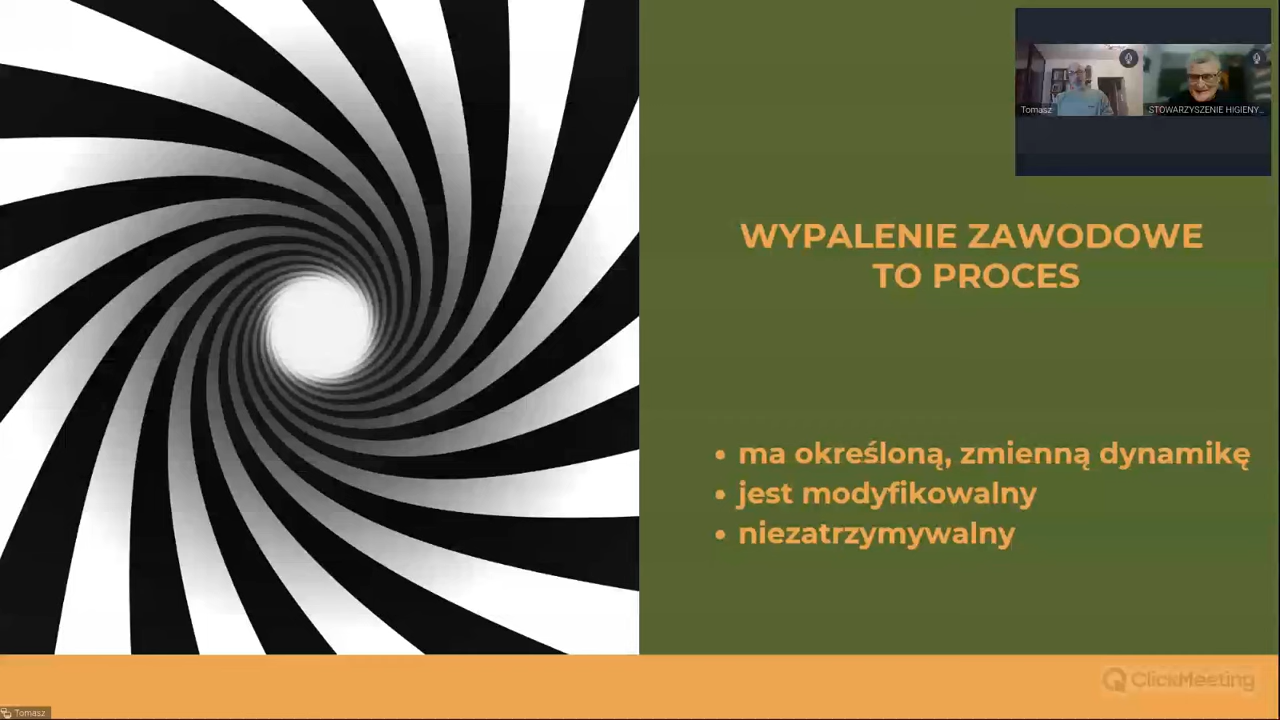 Tomasz
STOWARZYSZENIE HIGIENY...
WYPALENIE ZAWODOWE
TO PROCES
• ma określoną, zmienną dynamikę
• jest modyfikowalny
• niezatrzymywalny
ClickMeeting
Tomasz